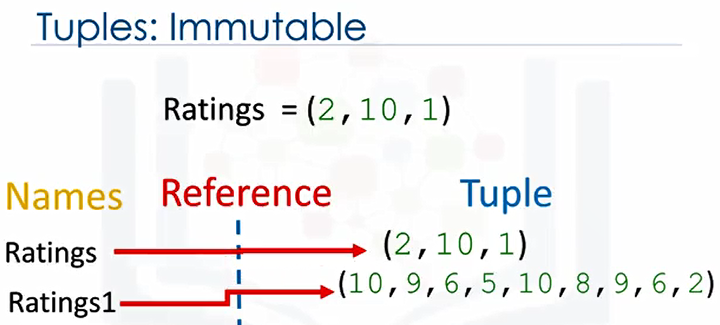 Tuples: Immutable
Ratings = (2,10,1)
Names Reference Tuple
Ratings (2,10,1)
Ratings1 (10,9,6,5,10,8,9,6,2)